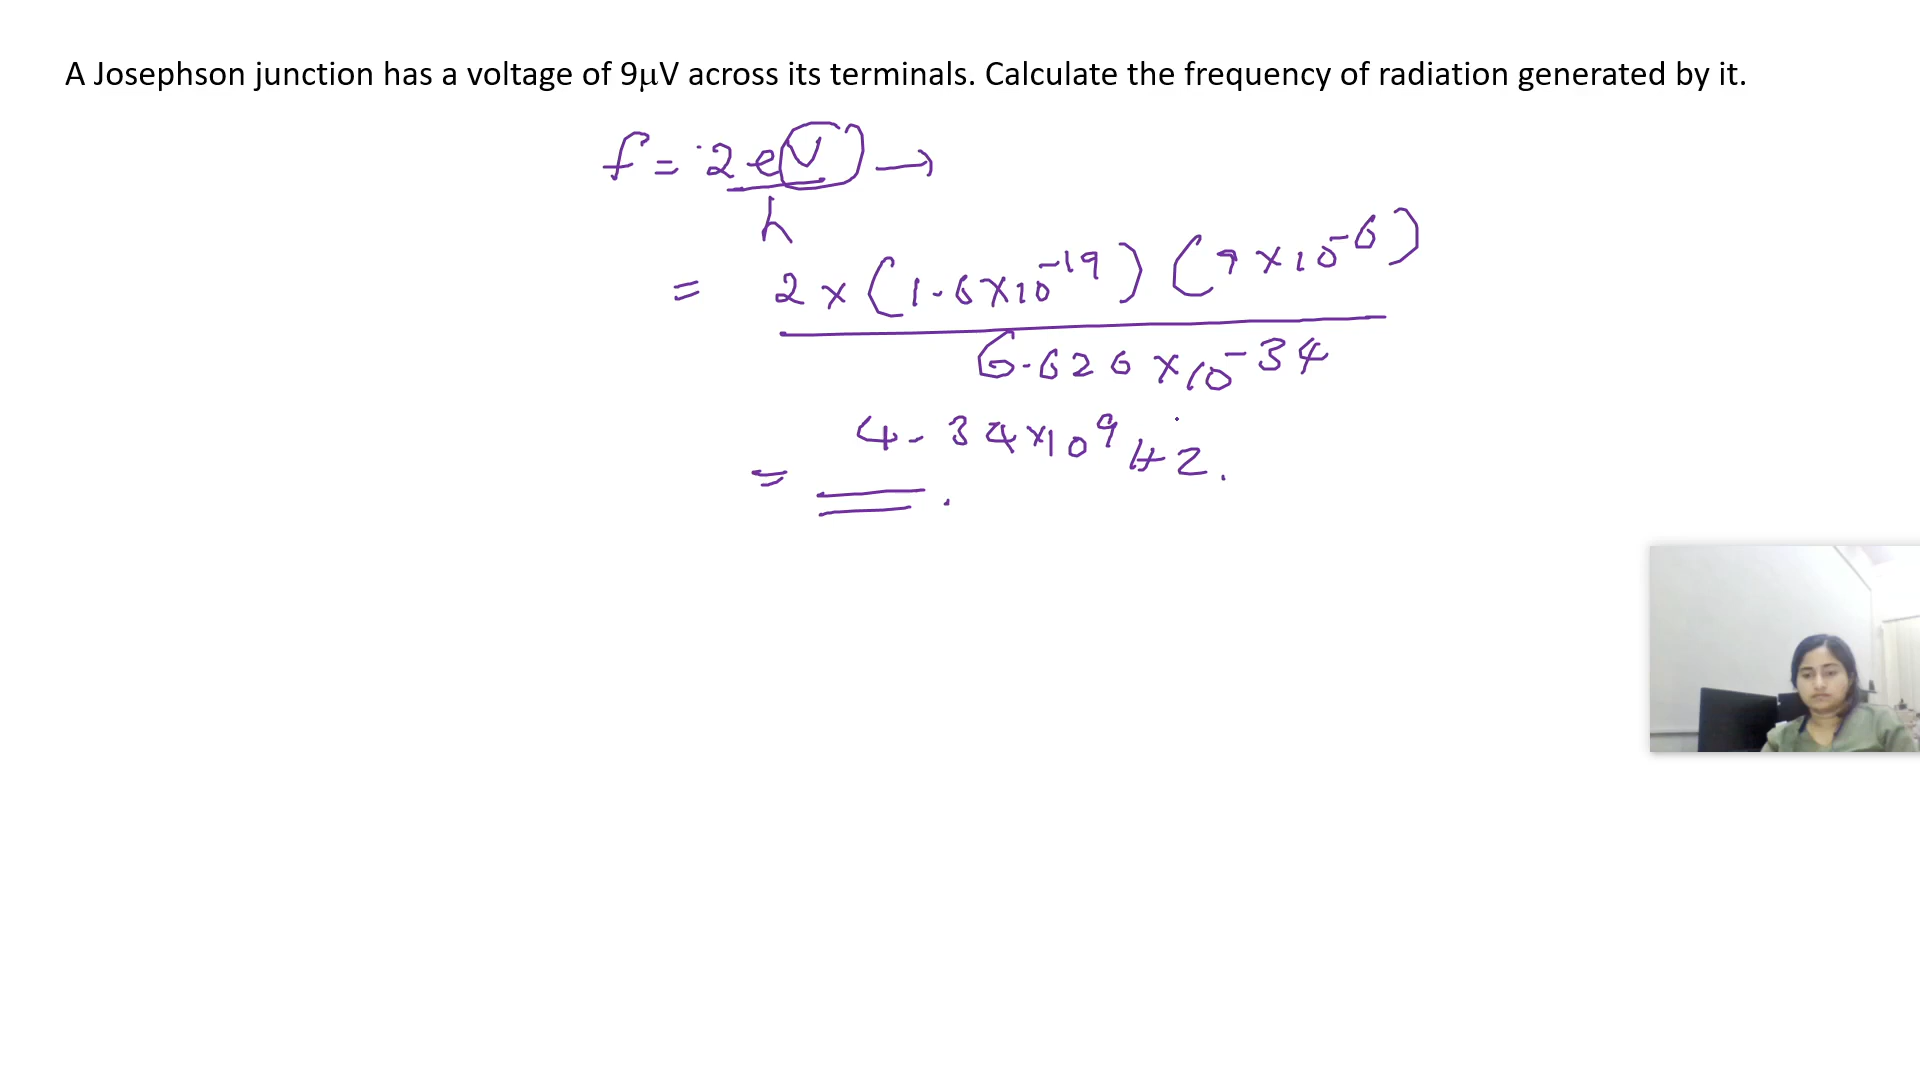 A Josephson junction has a voltage of 9μV across its terminals. Calculate the frequency of radiation generated by it.
f = 2 e V →
h
= 2 × (1.6 × 10^-19) (9 × 10^-6)
6.626 × 10^-34
= 4.34 × 10^9 Hz.